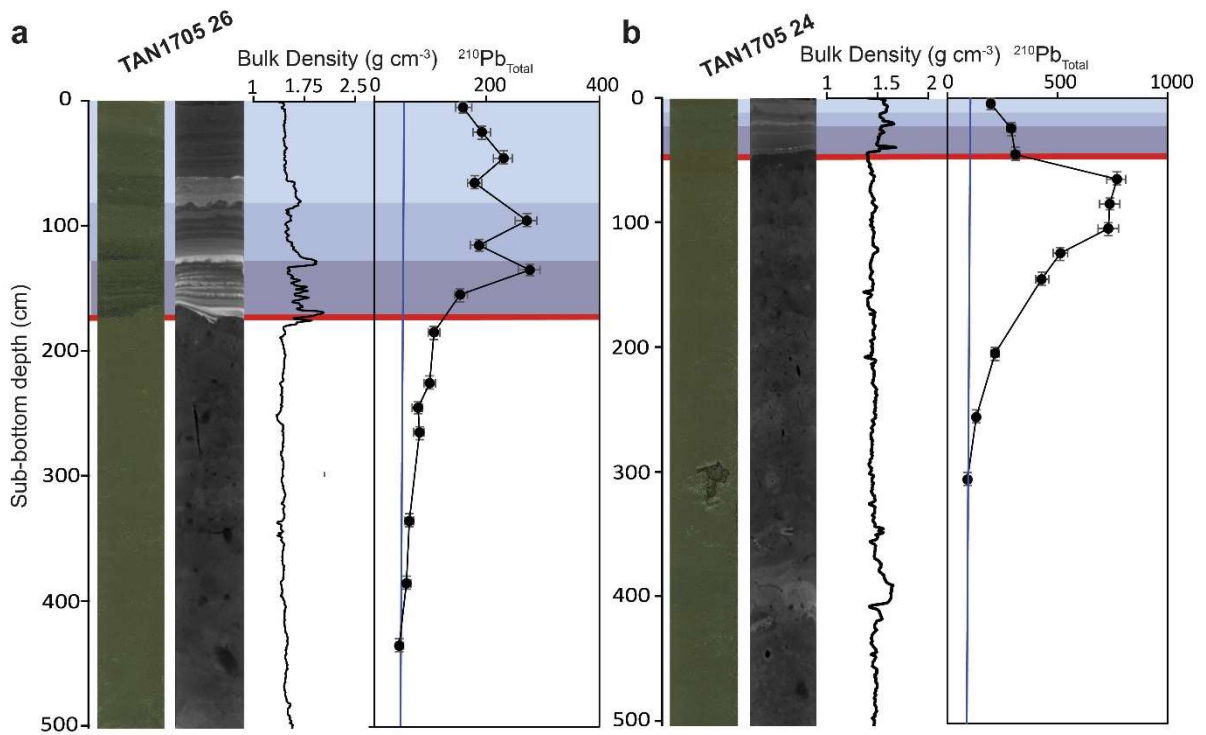 a
TAN1705 26
Bulk Density (g cm-3)
210PbTotal
1 1.75 2.5
0 200 400
Sub-bottom depth (cm)
0
100
200
300
400
500
b
TAN1705 24
Bulk Density (g cm-3)
210PbTotal
1 1.5 2
0 500 1000
0
100
200
300
400
500